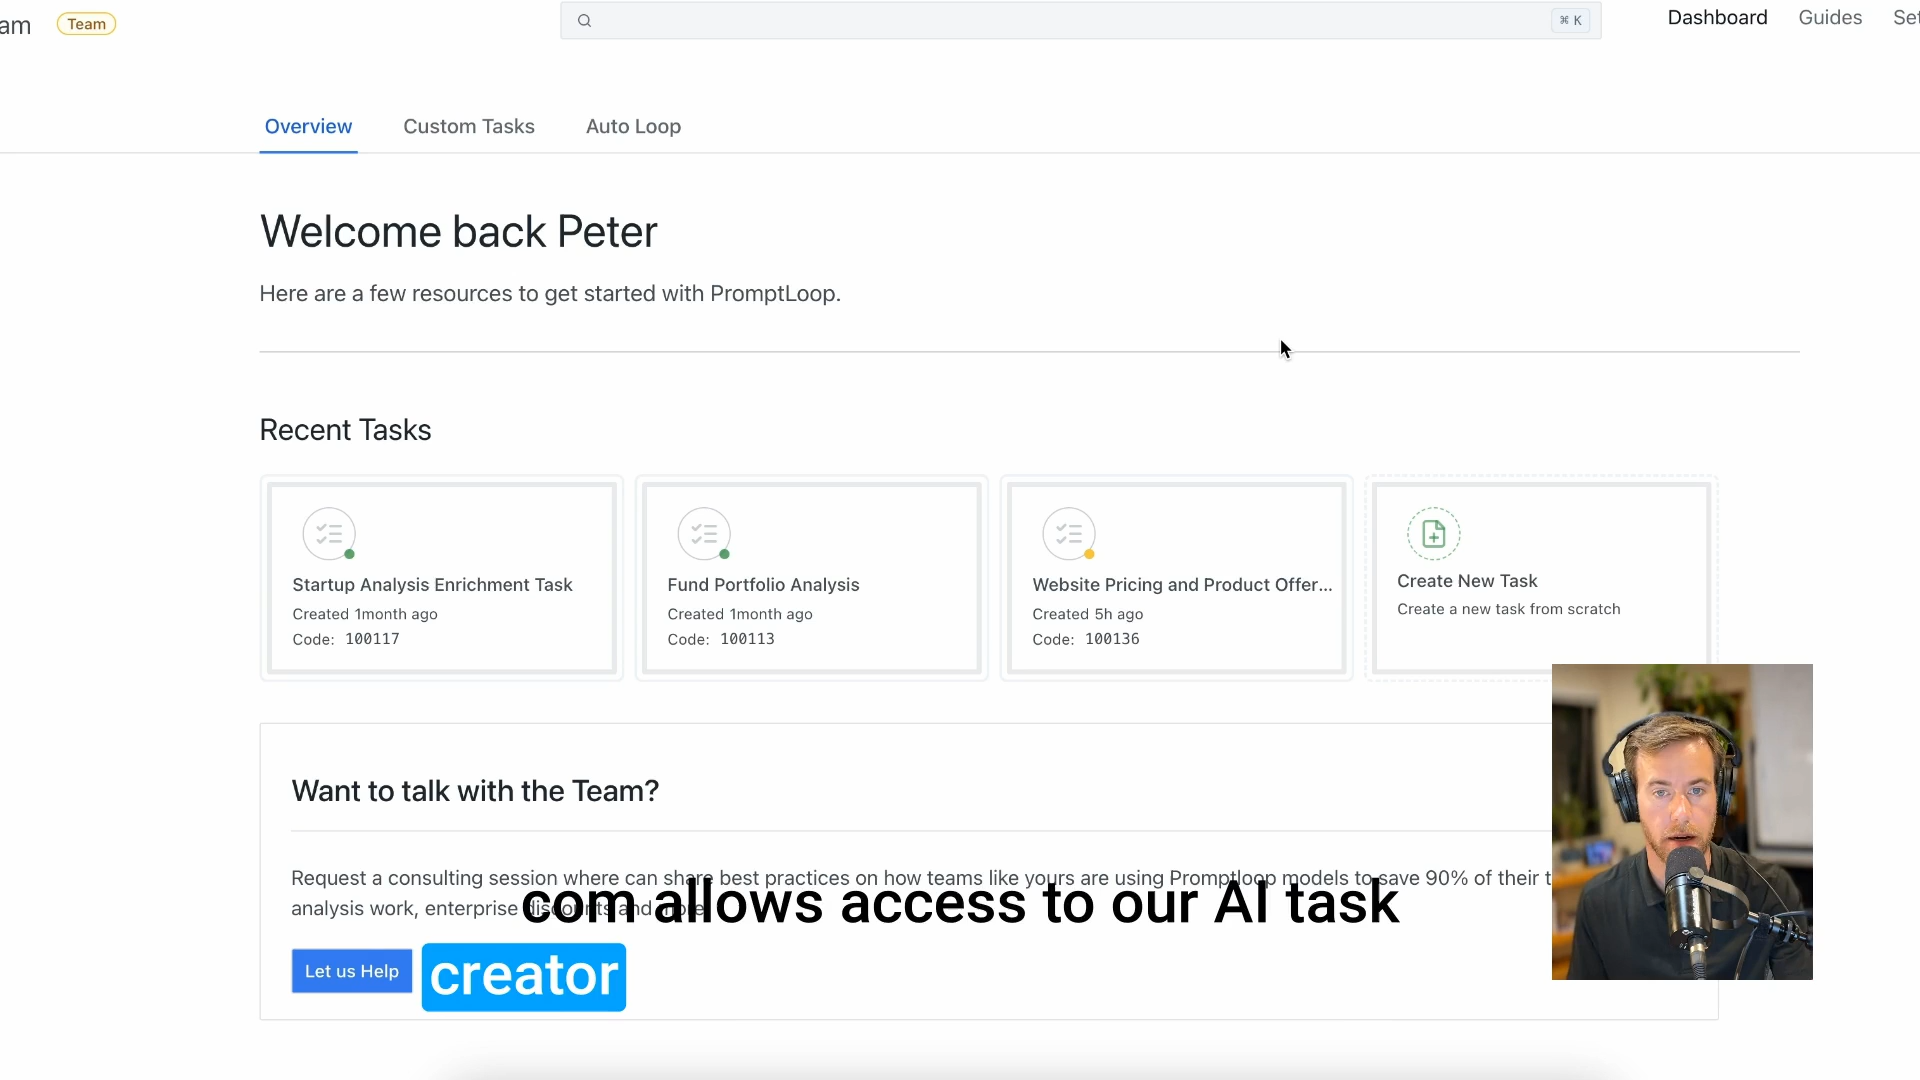 am Team ⌘ K Dashboard Guides Set
Overview Custom Tasks Auto Loop
Welcome back Peter
Here are a few resources to get started with PromptLoop.
Recent Tasks
Startup Analysis Enrichment Task
Created 1month ago
Code: 100117
Fund Portfolio Analysis
Created 1month ago
Code: 100113
Website Pricing and Product Offer...
Created 5h ago
Code: 100136
Create New Task
Create a new task from scratch
Want to talk with the Team?
Request a consulting session where can share best practices on how teams like yours are using Promptloop models to save 90% of their t
analysis work, enterprise discounts and more
com allows access to our AI task
Let us Help
creator